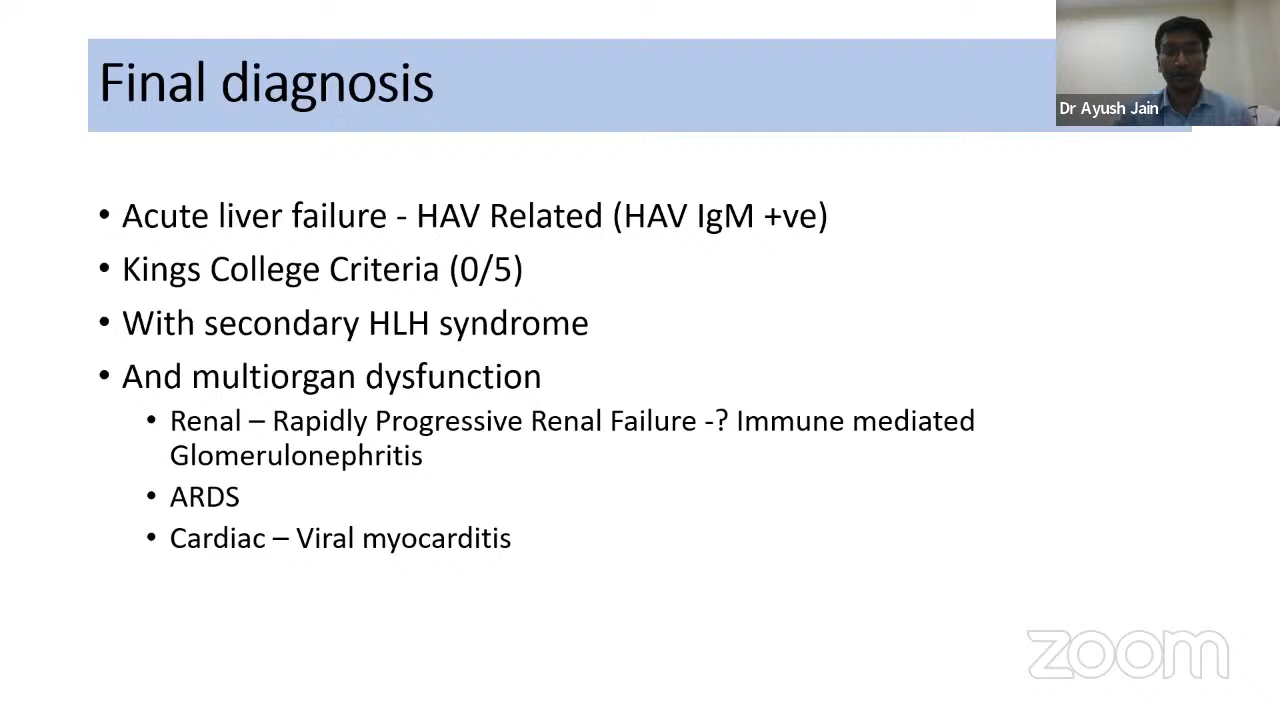 Final diagnosis
Dr Ayush Jain
• Acute liver failure - HAV Related (HAV IgM +ve)
• Kings College Criteria (0/5)
• With secondary HLH syndrome
• And multiorgan dysfunction
• Renal – Rapidly Progressive Renal Failure -? Immune mediated
Glomerulonephritis
• ARDS
• Cardiac – Viral myocarditis
zoom